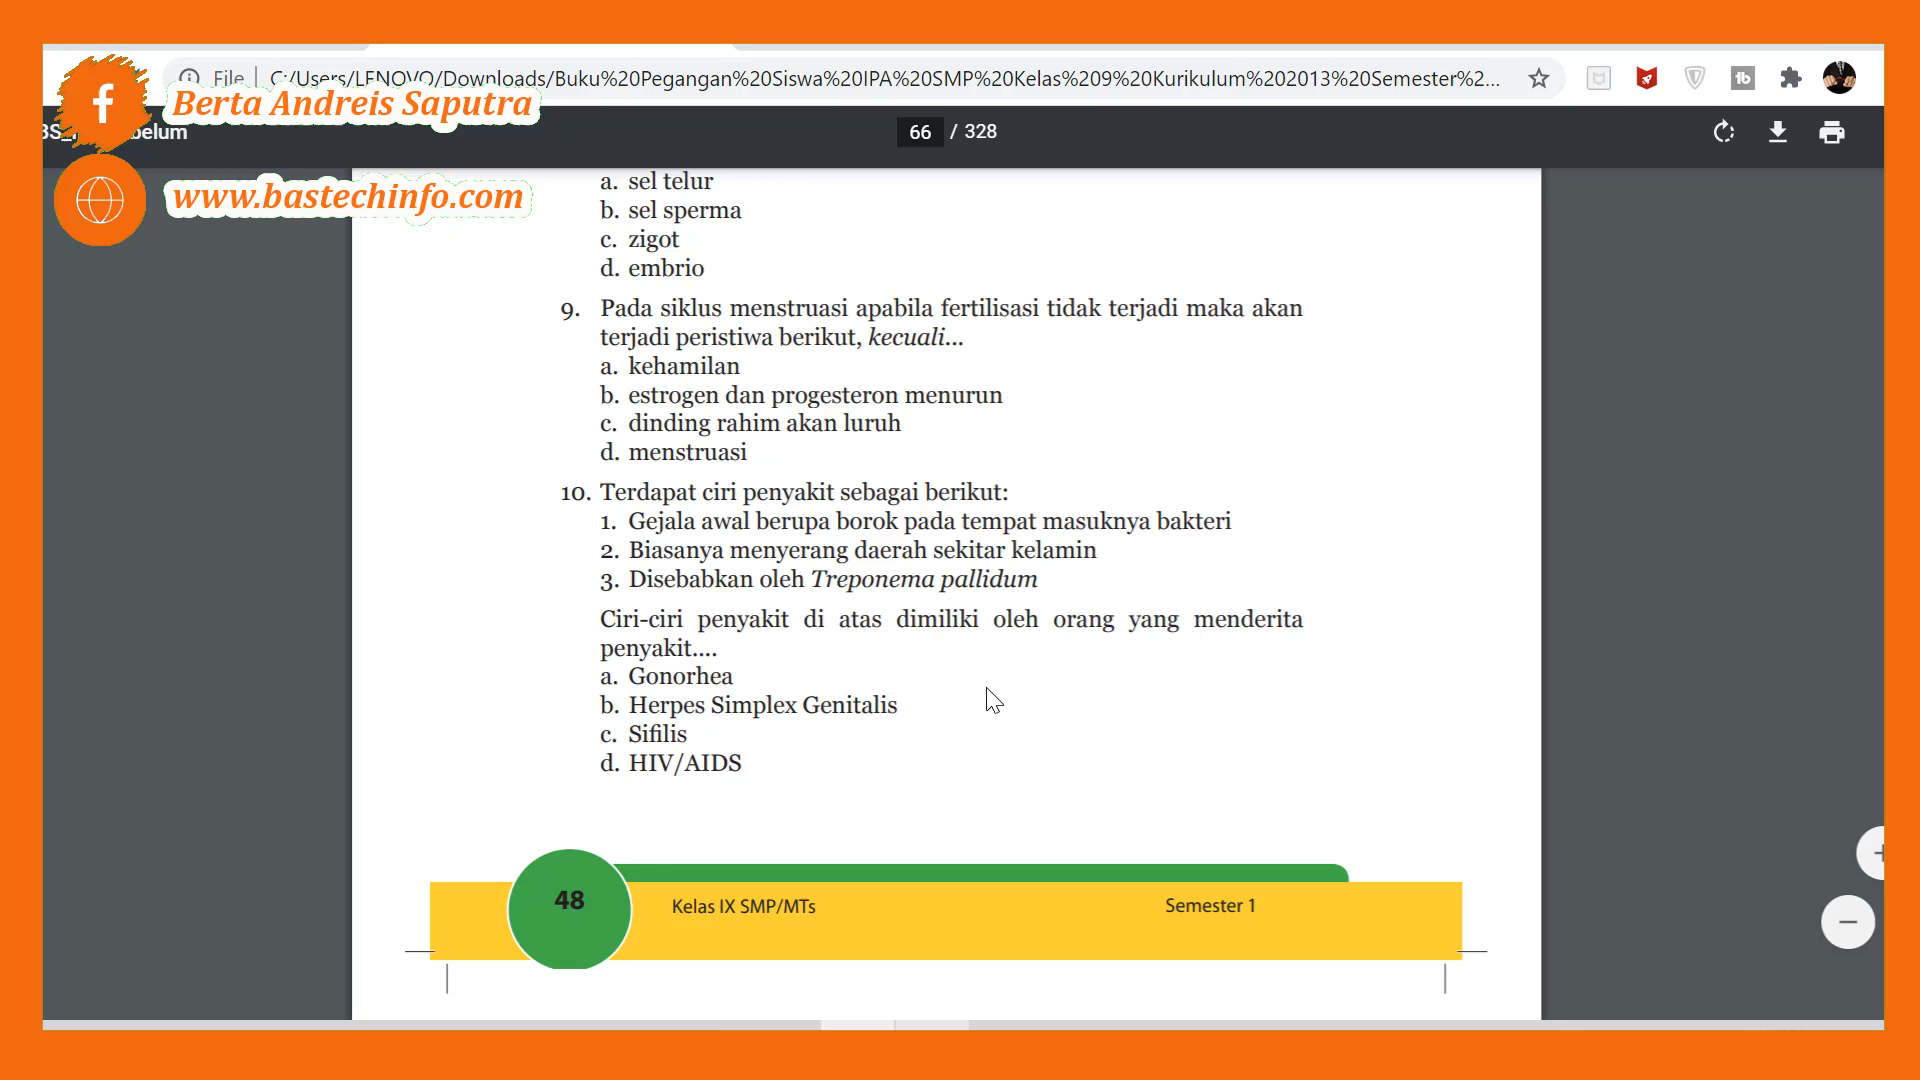 File
C:/Users/LENOVO/Downloads/Buku%20Pegangan%20Siswa%20IPA%20SMP%20Kelas%209%20Kurikulum%202013%20Semester%2...
f
Berta Andreis Saputra
belum
66 / 328
www.bastechinfo.com
a. sel telur
b. sel sperma
c. zigot
d. embrio
9. Pada siklus menstruasi apabila fertilisasi tidak terjadi maka akan
terjadi peristiwa berikut, kecuali...
a. kehamilan
b. estrogen dan progesteron menurun
c. dinding rahim akan luruh
d. menstruasi
10. Terdapat ciri penyakit sebagai berikut:
1. Gejala awal berupa borok pada tempat masuknya bakteri
2. Biasanya menyerang daerah sekitar kelamin
3. Disebabkan oleh Treponema pallidum
Ciri-ciri penyakit di atas dimiliki oleh orang yang menderita
penyakit....
a. Gonorhea
b. Herpes Simplex Genitalis
c. Sifilis
d. HIV/AIDS
48
Kelas IX SMP/MTs
Semester 1